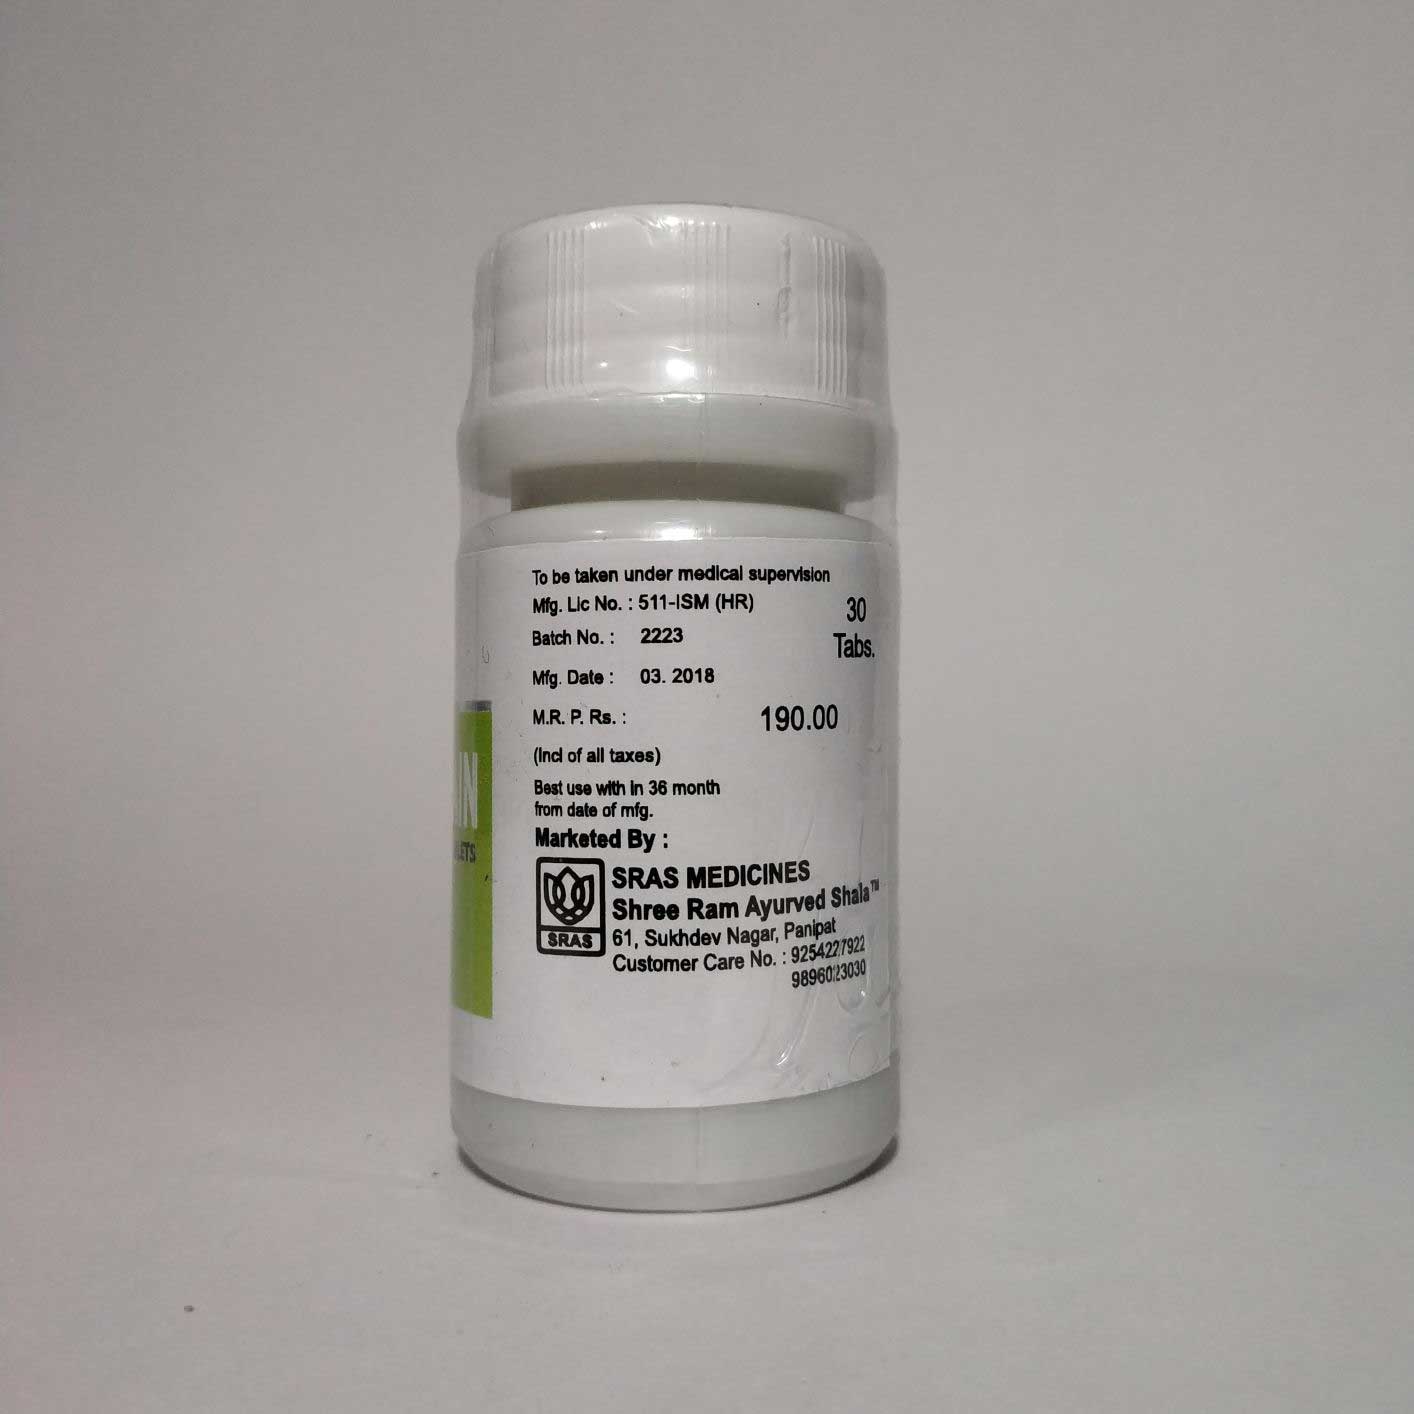 To be taken under medical supervision
Mfg. Lic No. : 511-ISM (HR)
30
Tabs.
Batch No. : 2223
Mfg. Date : 03. 2018
M.R. P. Rs. : 190.00
(Incl of all taxes)
Best use with in 36 month
from date of mfg.
Marketed By :
SRAS
SRAS MEDICINES
Shree Ram Ayurved Shala™
61, Sukhdev Nagar, Panipat
Customer Care No. : 9254227922
9896023030